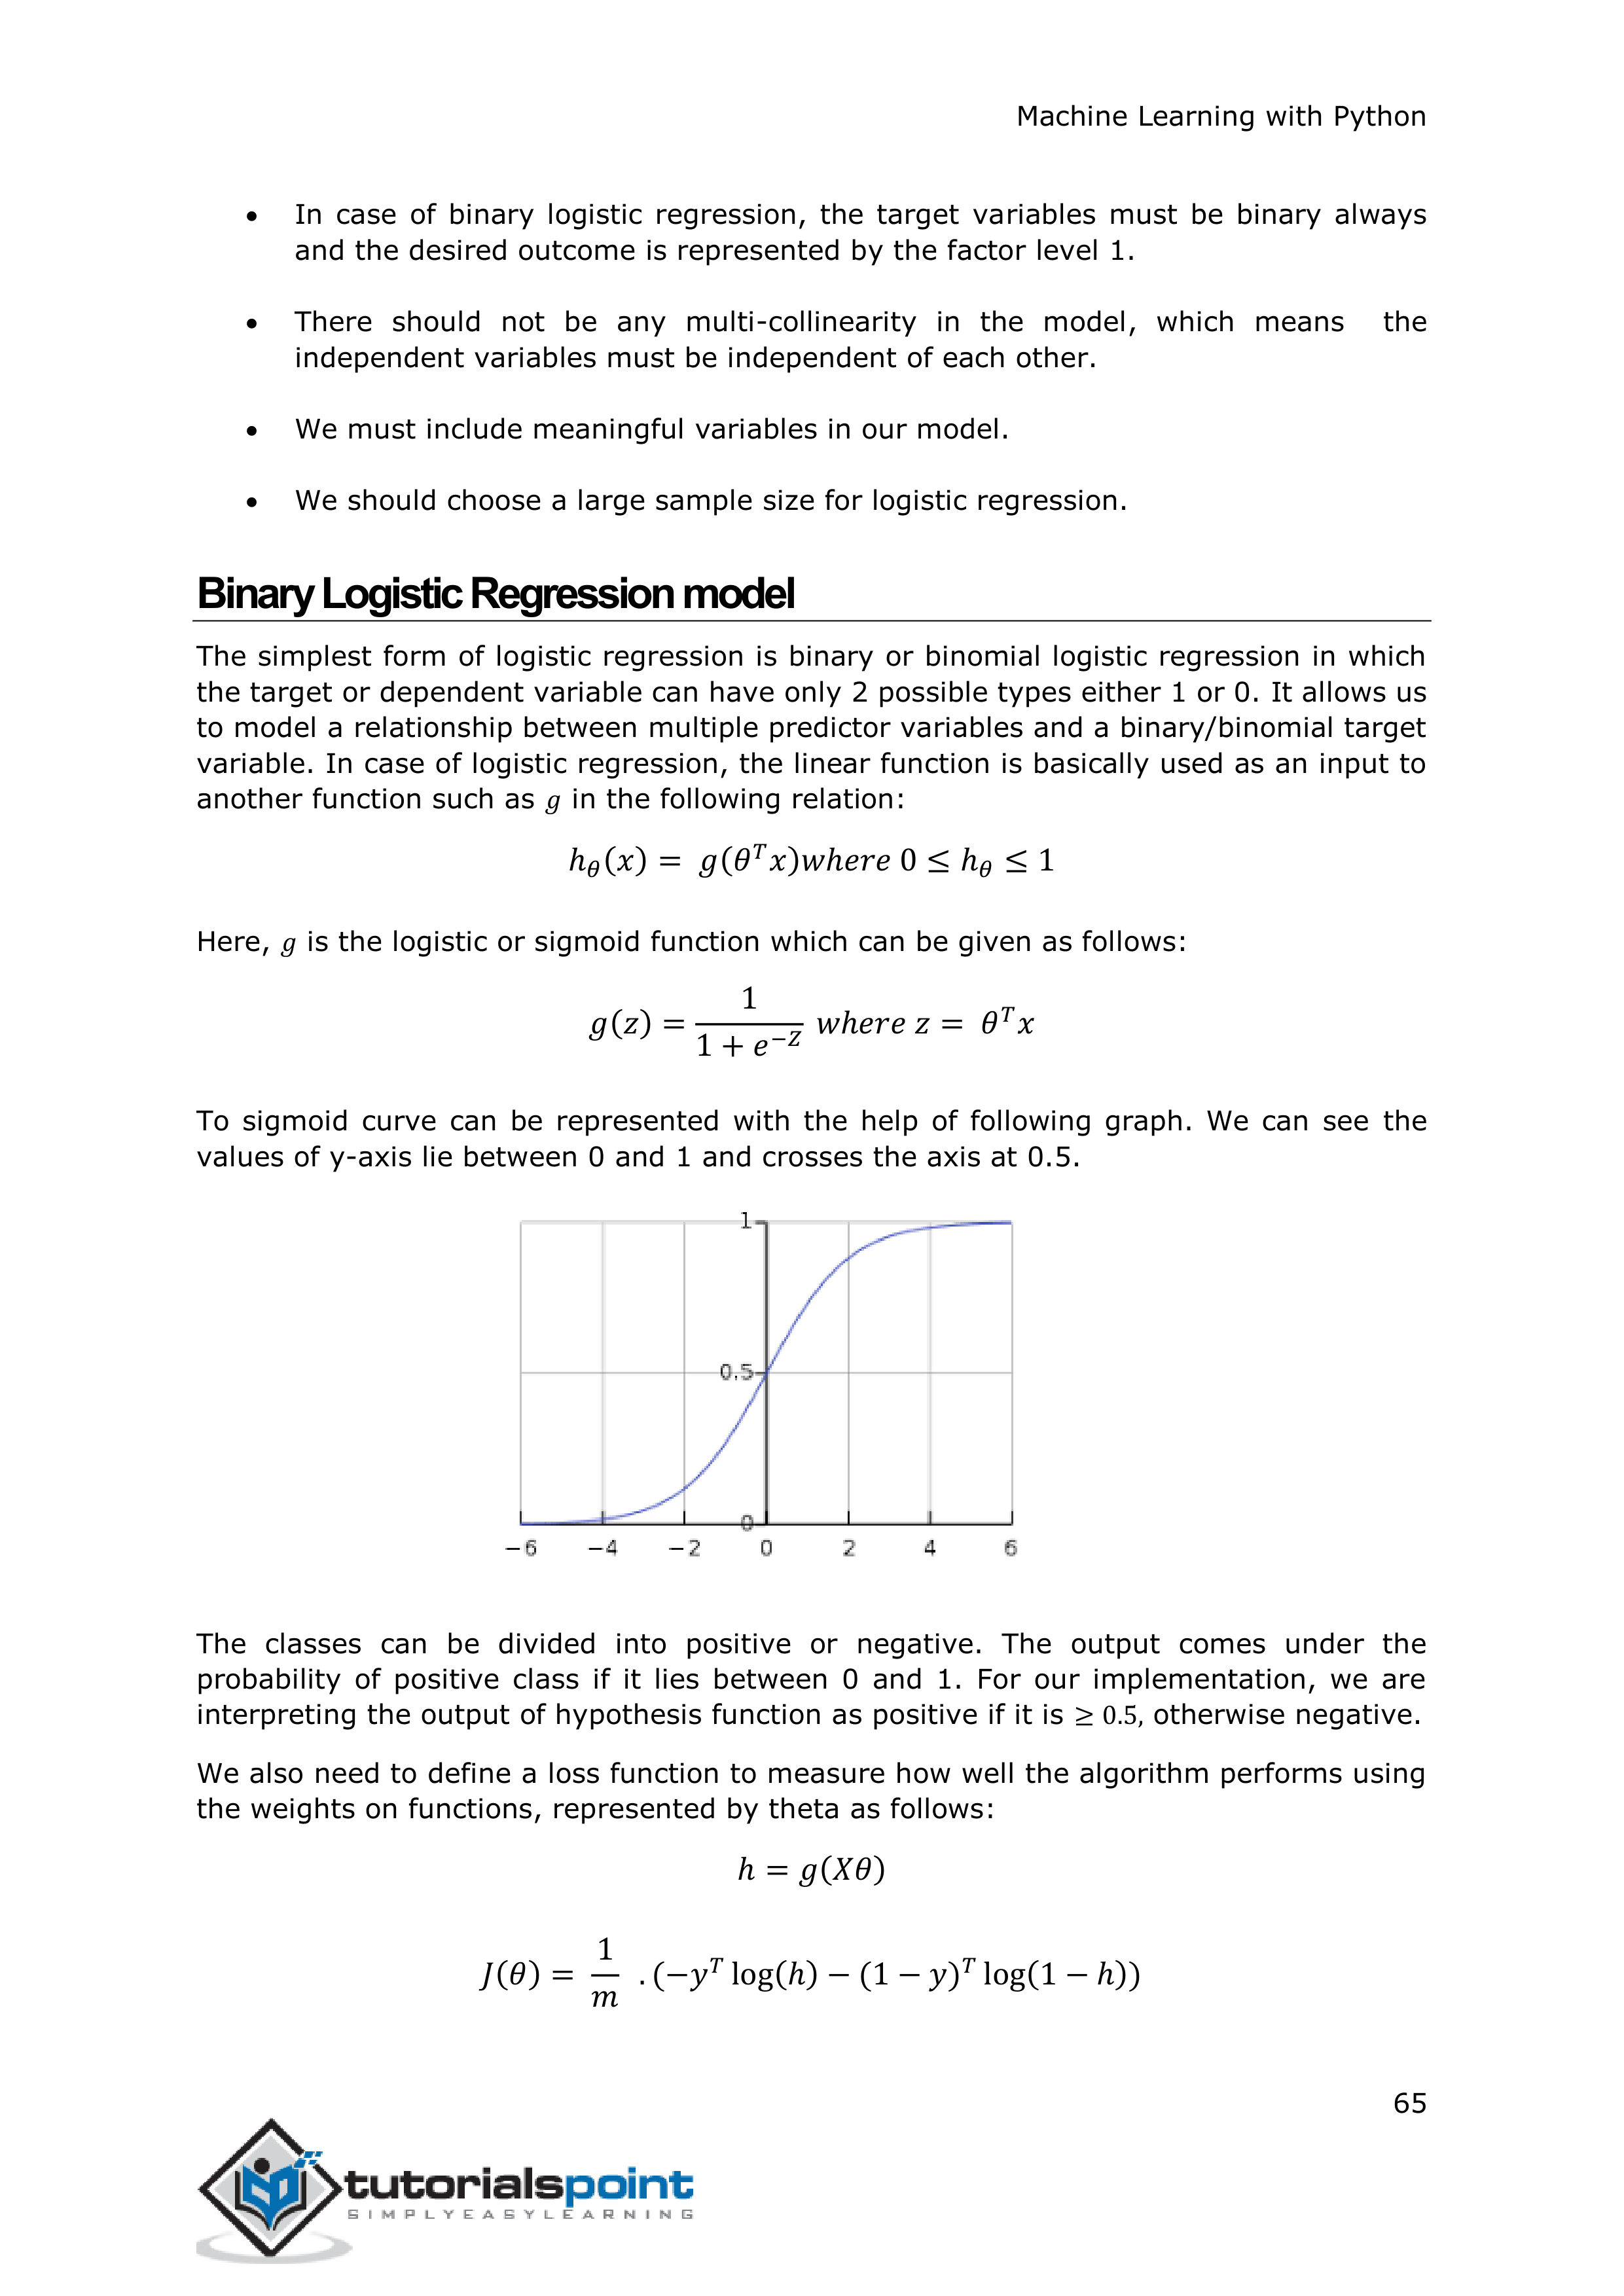 Machine Learning with Python
• In case of binary logistic regression, the target variables must be binary always
and the desired outcome is represented by the factor level 1.
• There should not be any multi-collinearity in the model, which means the
independent variables must be independent of each other.
• We must include meaningful variables in our model.
• We should choose a large sample size for logistic regression.
Binary Logistic Regression model
The simplest form of logistic regression is binary or binomial logistic regression in which
the target or dependent variable can have only 2 possible types either 1 or 0. It allows us
to model a relationship between multiple predictor variables and a binary/binomial target
variable. In case of logistic regression, the linear function is basically used as an input to
another function such as g in the following relation:
h_θ(x) = g(θ^T x)where 0 ≤ h_θ ≤ 1
Here, g is the logistic or sigmoid function which can be given as follows:
g(z) = 1 / (1 + e^−z) where z = θ^T x
To sigmoid curve can be represented with the help of following graph. We can see the
values of y-axis lie between 0 and 1 and crosses the axis at 0.5.
1
0.5
0
−6 −4 −2 0 2 4 6
The classes can be divided into positive or negative. The output comes under the
probability of positive class if it lies between 0 and 1. For our implementation, we are
interpreting the output of hypothesis function as positive if it is ≥ 0.5, otherwise negative.
We also need to define a loss function to measure how well the algorithm performs using
the weights on functions, represented by theta as follows:
h = g(Xθ)
J(θ) = 1/m .(−y^T log(h) − (1 − y)^T log(1 − h))
65
tutorialspoint
SIMPLYEASYLEARNING